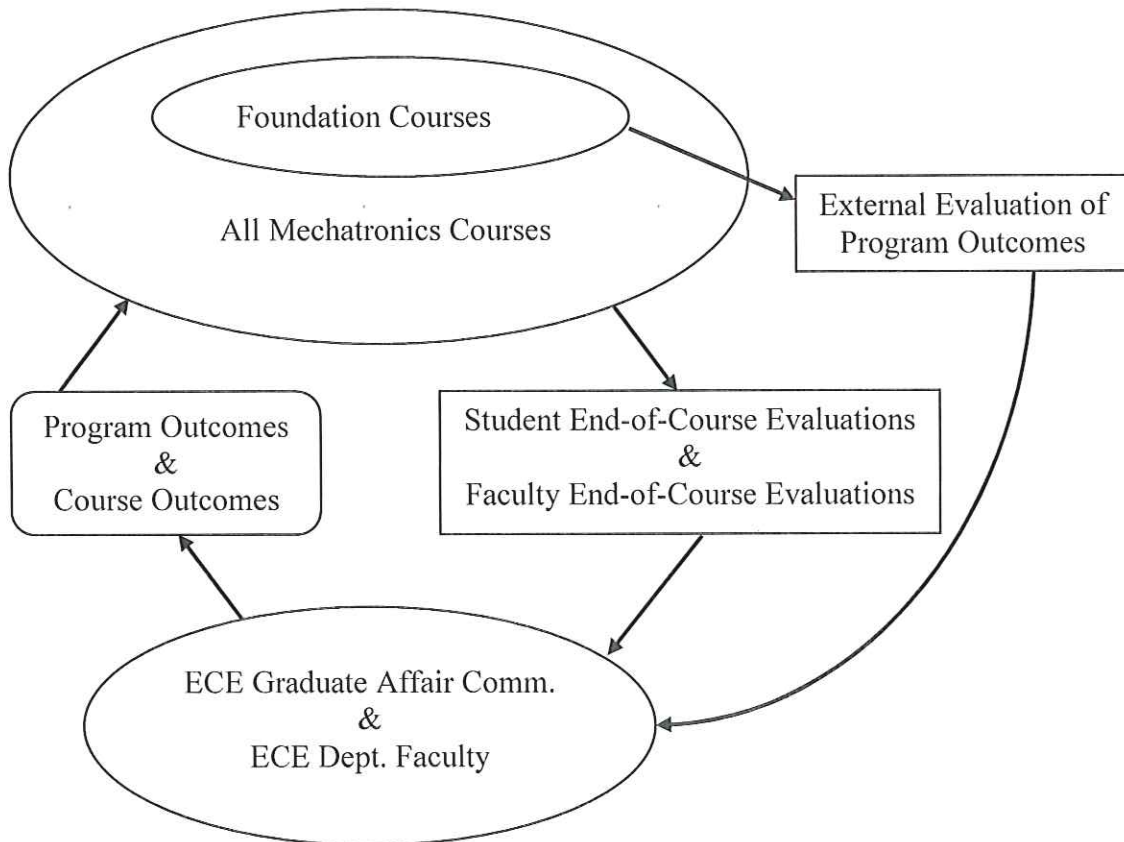 Foundation Courses
All Mechatronics Courses
External Evaluation of
Program Outcomes
Program Outcomes
&
Course Outcomes
Student End-of-Course Evaluations
&
Faculty End-of-Course Evaluations
ECE Graduate Affair Comm.
&
ECE Dept. Faculty